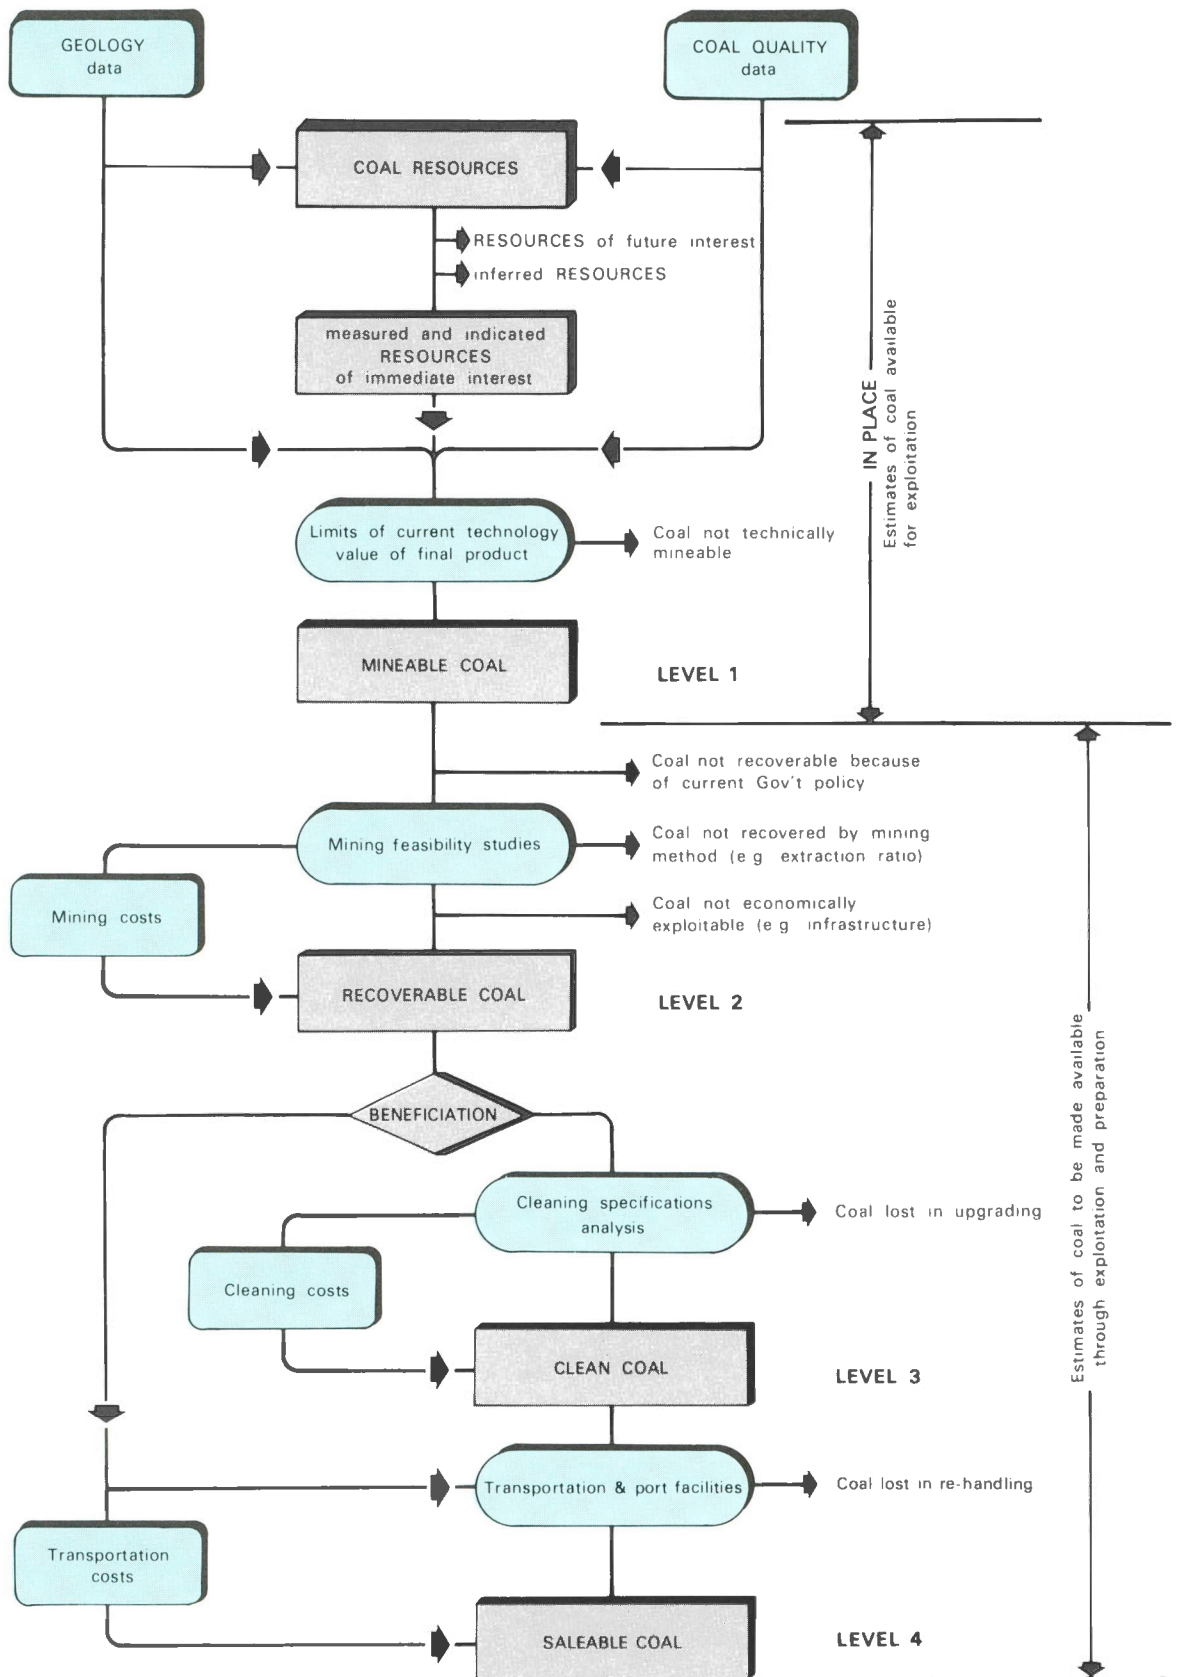 GEOLOGY
data
COAL QUALITY
data
COAL RESOURCES
RESOURCES of future interest
inferred RESOURCES
measured and indicated
RESOURCES
of immediate interest
IN PLACE
Estimates of coal available
for exploitation
Limits of current technology
value of final product
Coal not technically
mineable
MINEABLE COAL
LEVEL 1
Coal not recoverable because
of current Gov't policy
Mining feasibility studies
Coal not recovered by mining
method (e g extraction ratio)
Mining costs
Coal not economically
exploitable (e g infrastructure)
RECOVERABLE COAL
LEVEL 2
Estimates of coal to be made available
through exploitation and preparation
BENEFICIATION
Cleaning specifications
analysis
Coal lost in upgrading
Cleaning costs
CLEAN COAL
LEVEL 3
Transportation & port facilities
Coal lost in re-handling
Transportation
costs
SALEABLE COAL
LEVEL 4